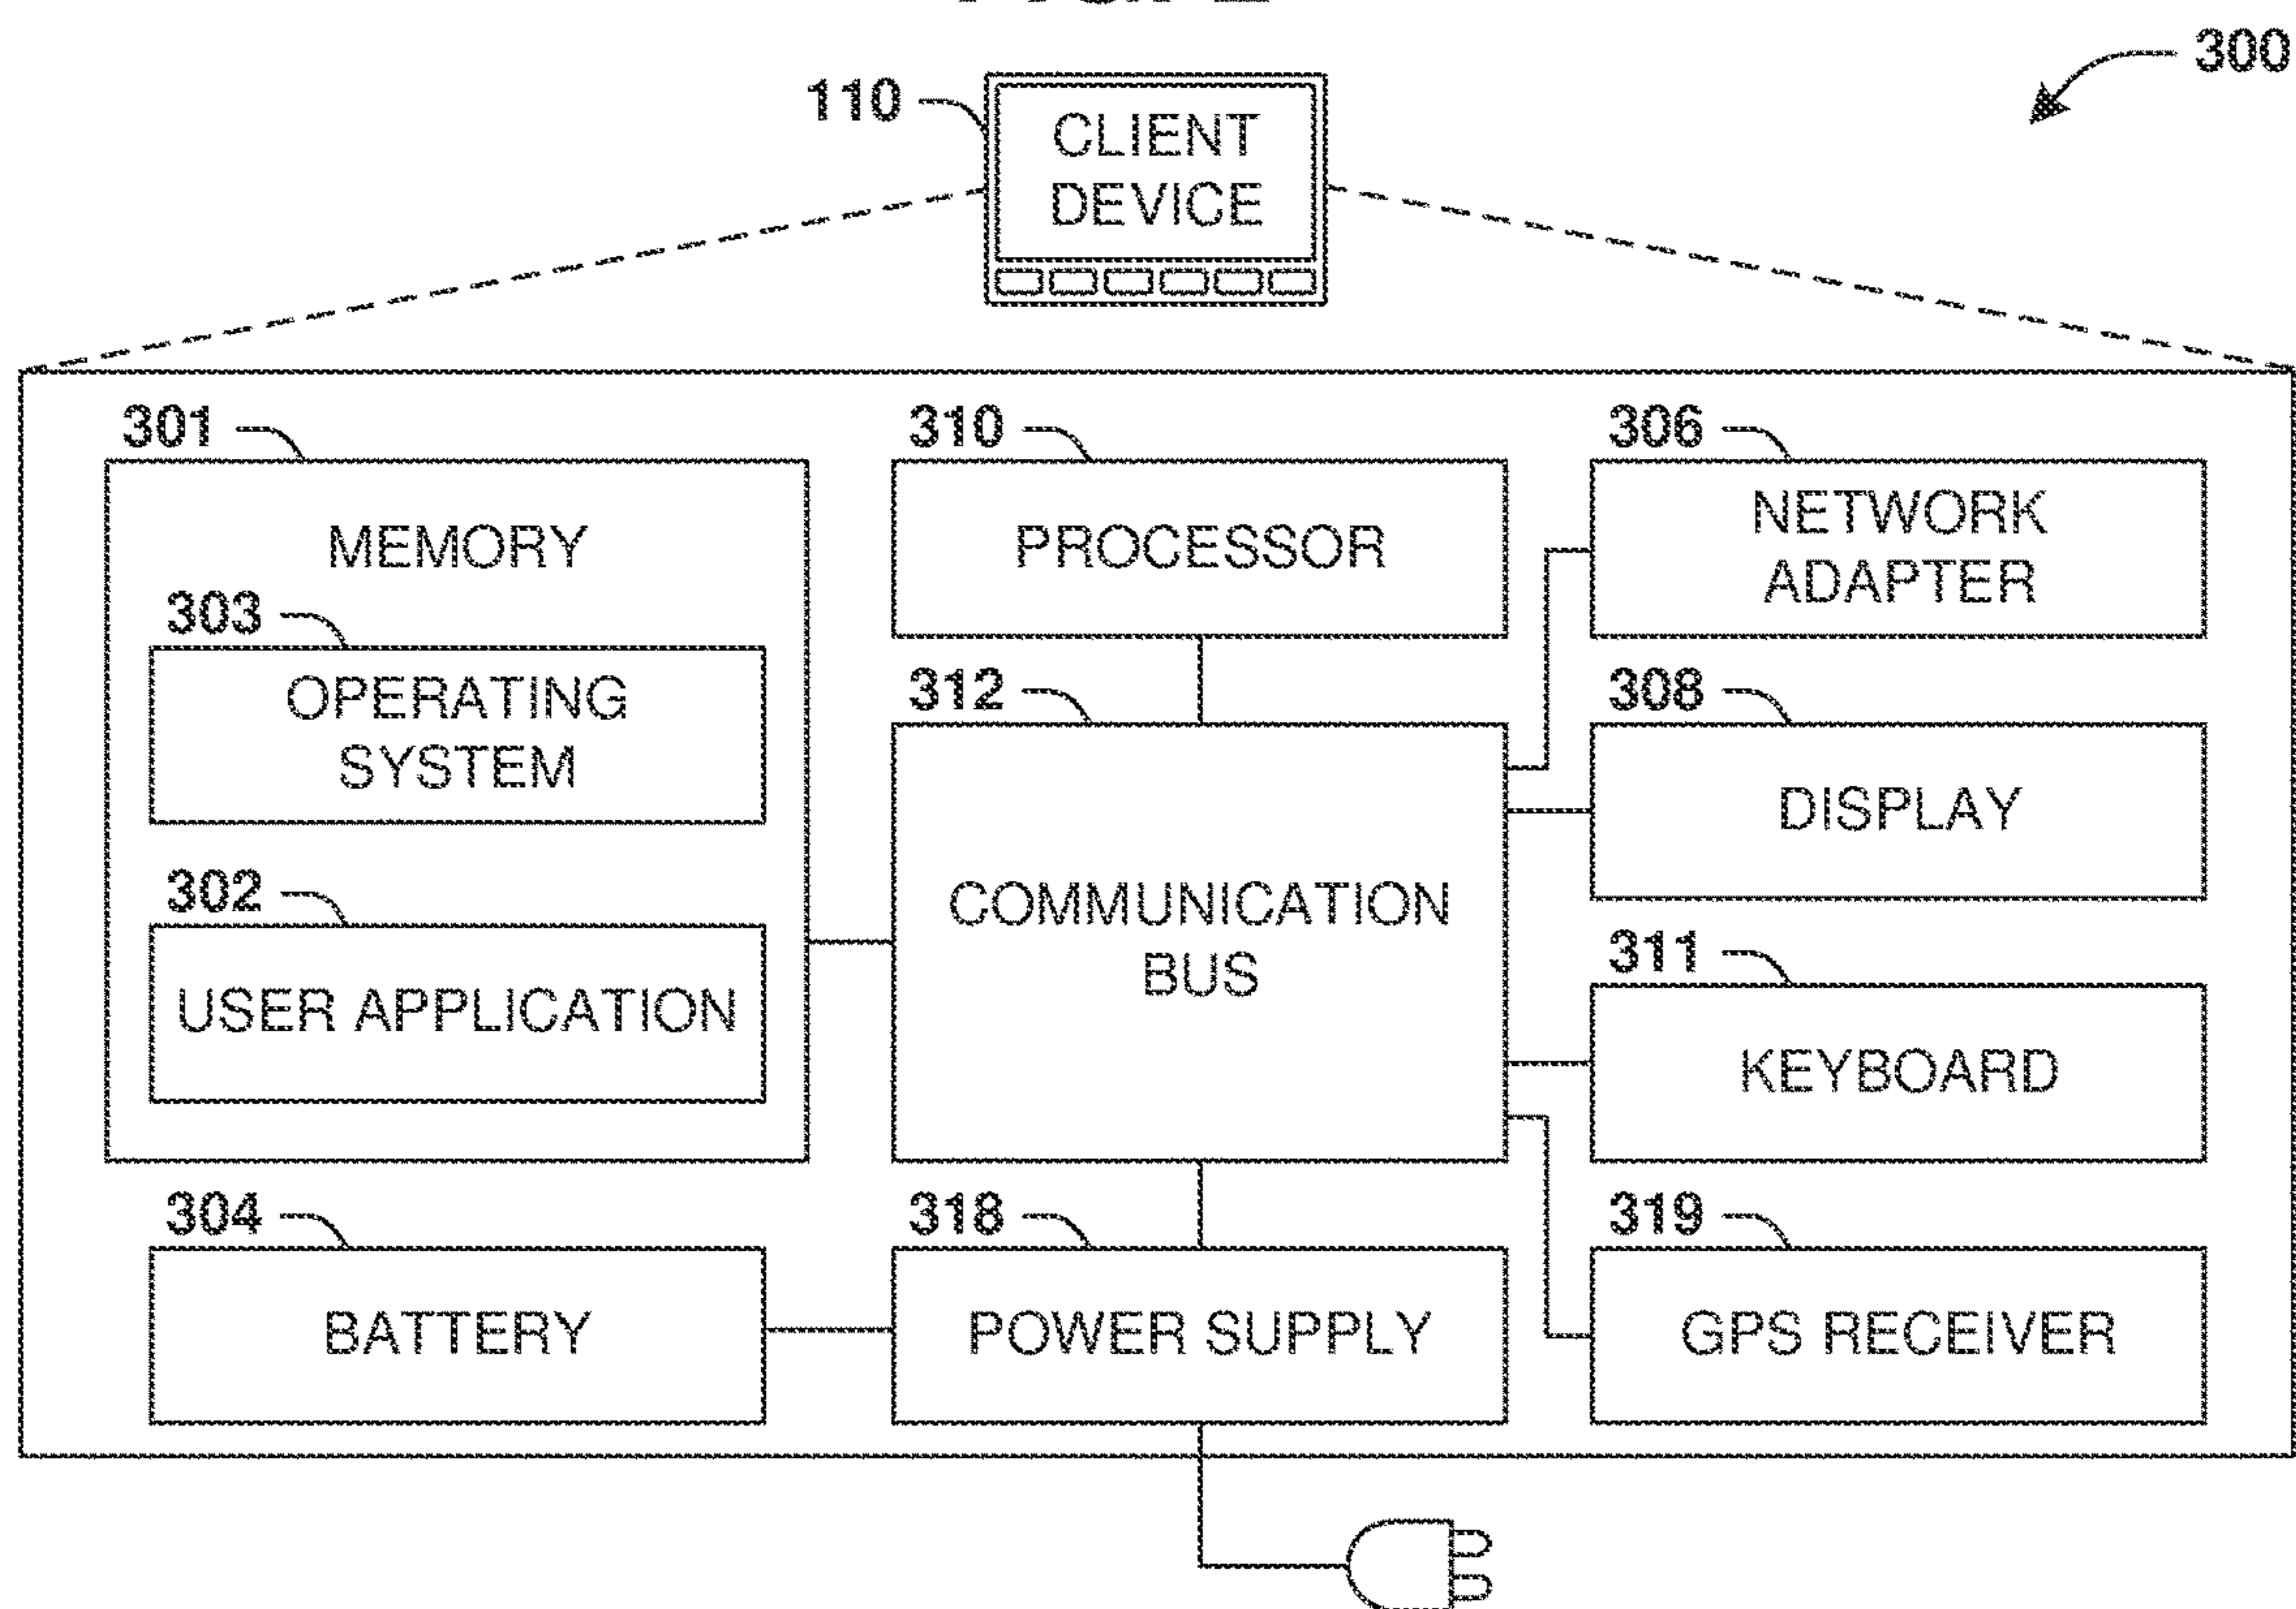 300
110
CLIENT
DEVICE
301
310
306
MEMORY
PROCESSOR
NETWORK
ADAPTER
303
OPERATING
SYSTEM
312
308
COMMUNICATION
BUS
DISPLAY
302
USER APPLICATION
311
KEYBOARD
304
318
319
BATTERY
POWER SUPPLY
GPS RECEIVER